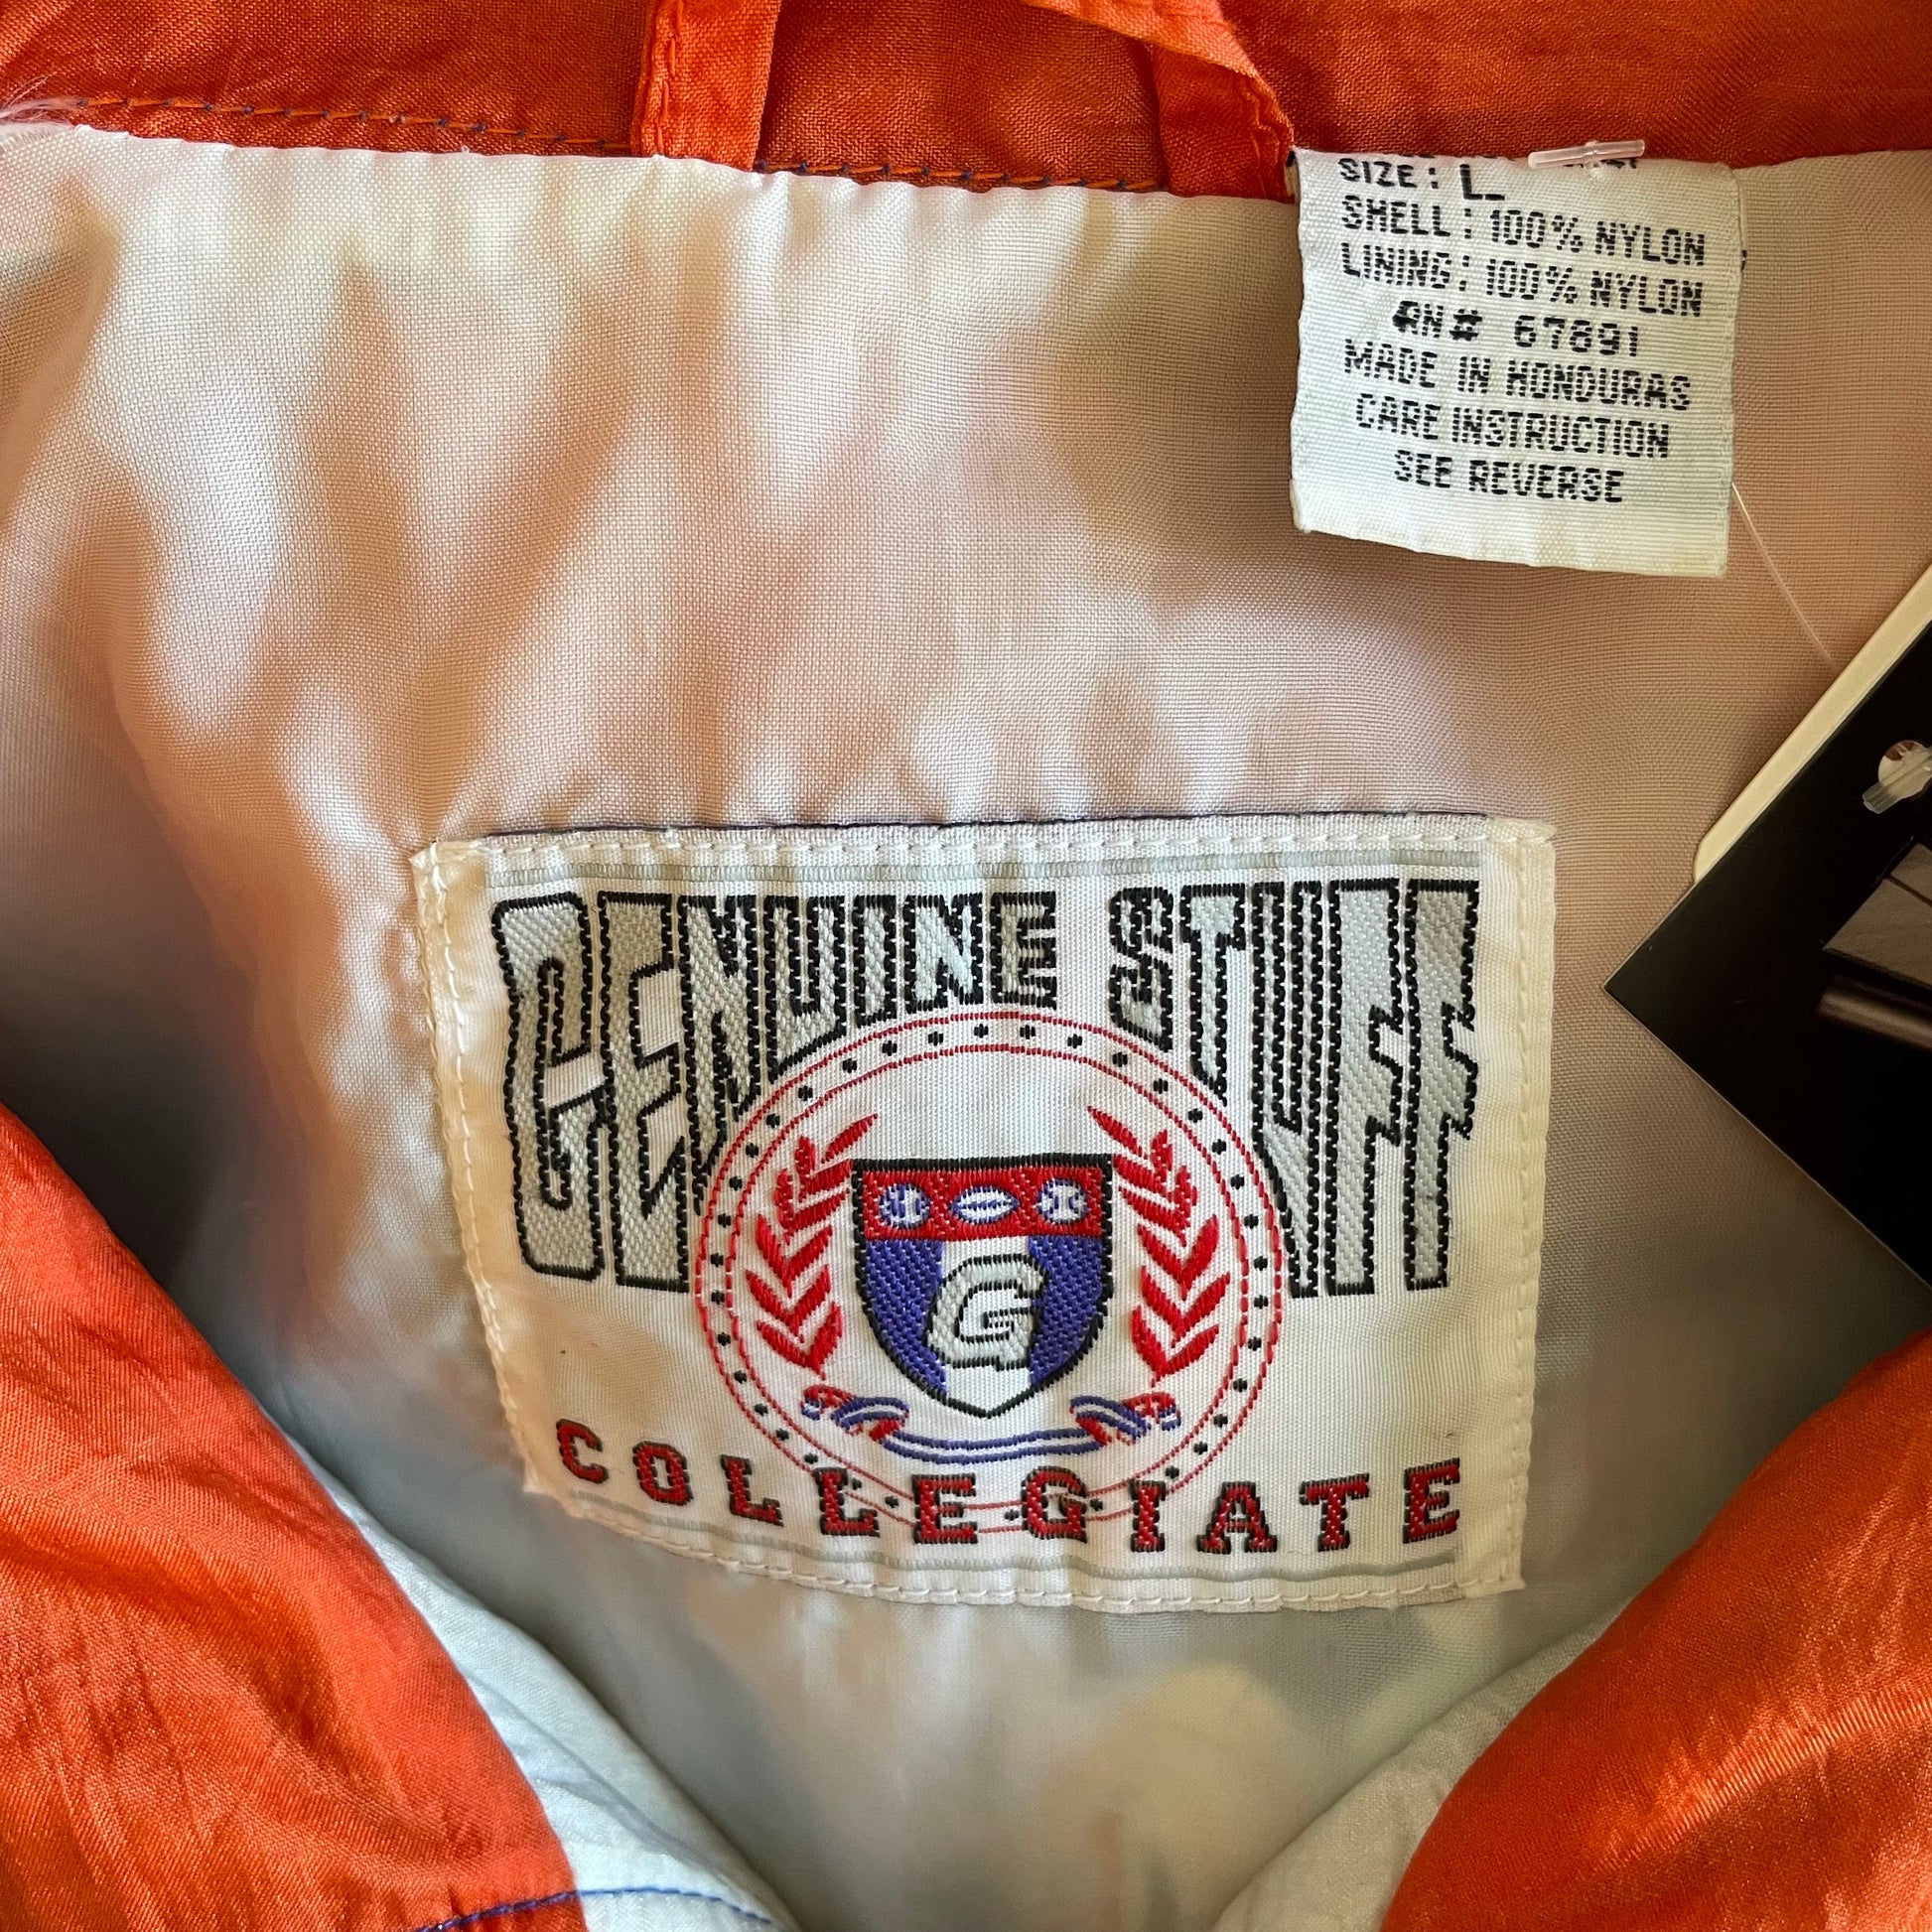 SIZE: L
SHELL: 100% NYLON
LINING: 100% NYLON
RN# 67891
MADE IN HONDURAS
CARE INSTRUCTION
SEE REVERSE
GENUINE STUFF
G
COLLEGIATE